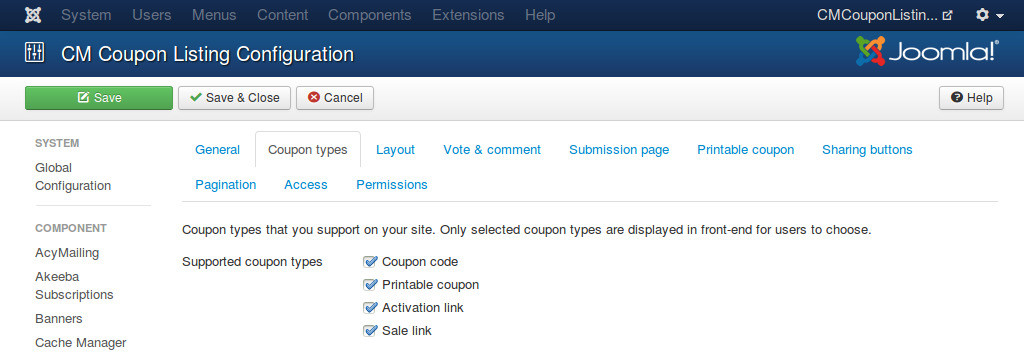 System Users Menus Content Components Extensions Help CMCouponListin...
CM Coupon Listing Configuration Joomla!®
Save Save & Close Cancel Help
SYSTEM
Global
Configuration
COMPONENT
AcyMailing
Akeeba
Subscriptions
Banners
Cache Manager
General Coupon types Layout Vote & comment Submission page Printable coupon Sharing buttons
Pagination Access Permissions
Coupon types that you support on your site. Only selected coupon types are displayed in front-end for users to choose.
Supported coupon types
Coupon code
Printable coupon
Activation link
Sale link